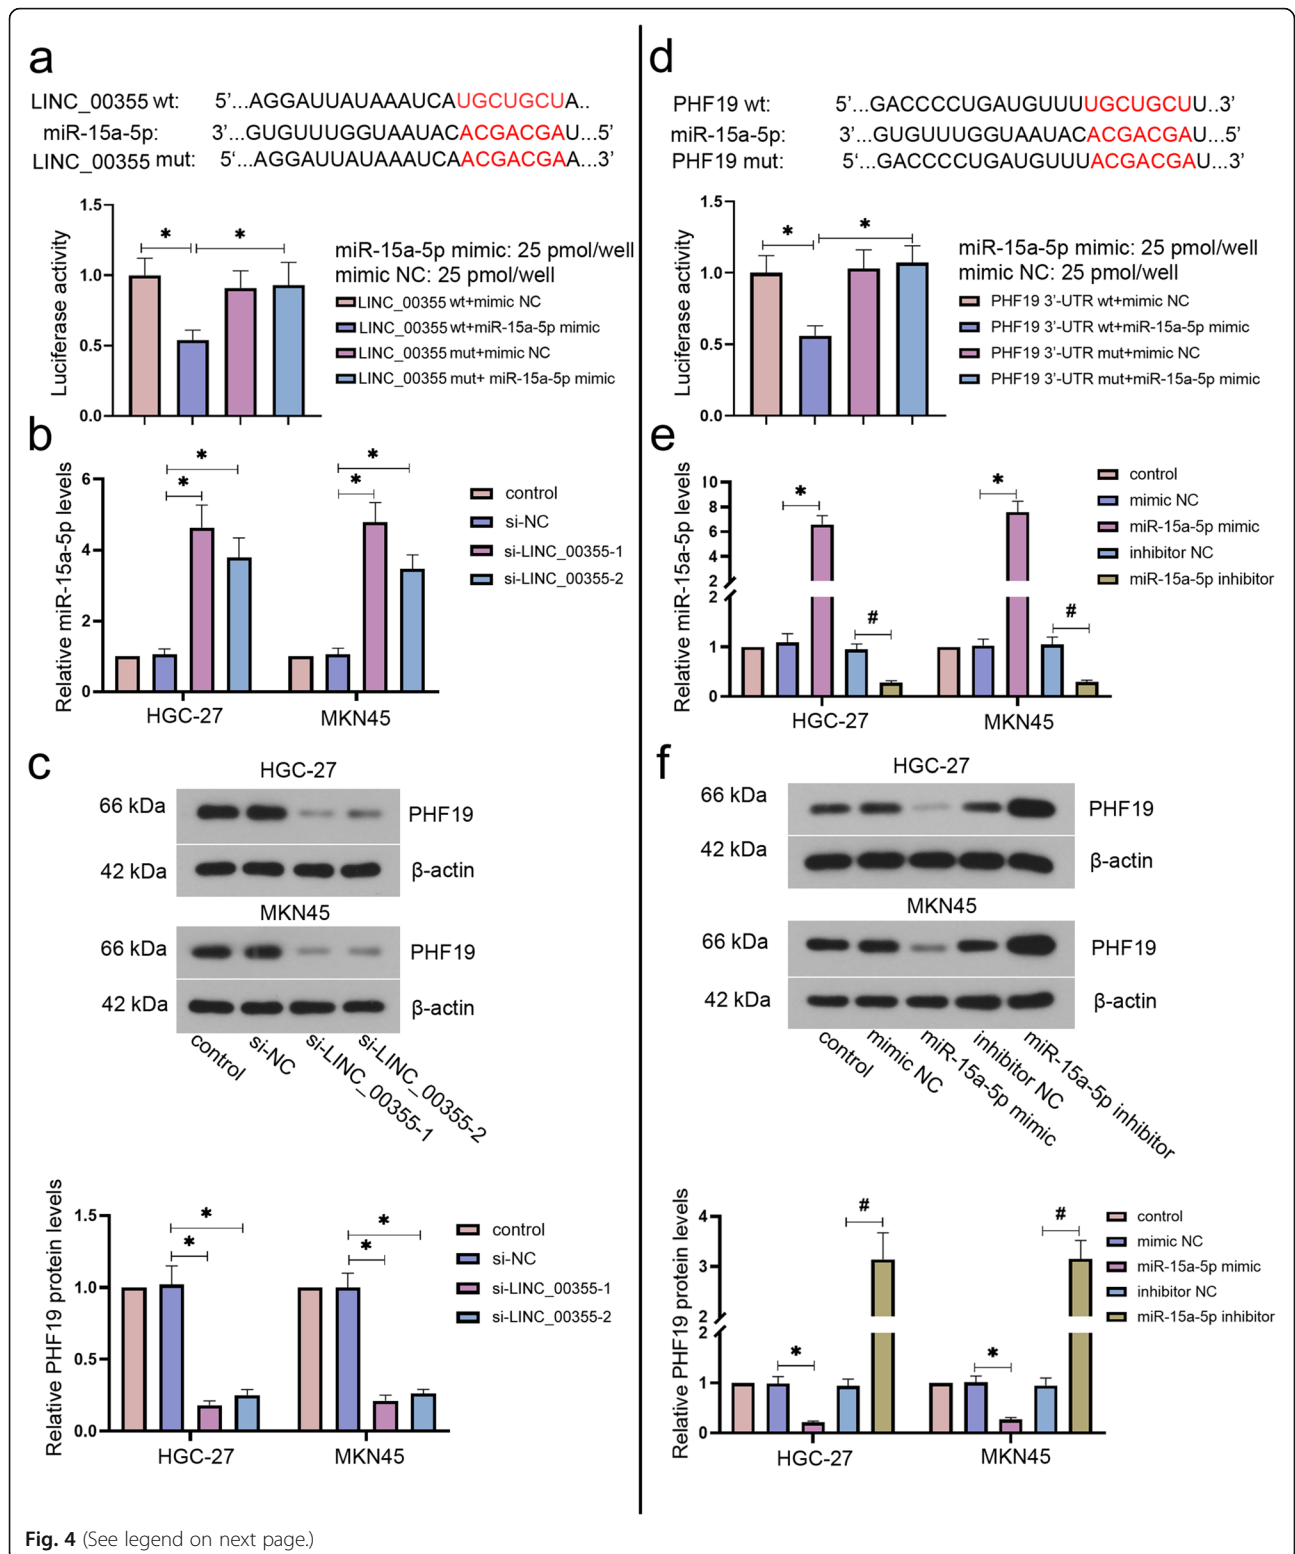 a
LINC_00355 wt: 5'...AGGAUUAUAAAUCAUGCUGCUA..
miR-15a-5p: 3'...GUGUUUGGUAAUACACGACGAU...5'
LINC_00355 mut: 5‘...AGGAUUAUAAAUCAACGACGAA...3’
Luciferase activity
1.5
1.0
0.5
0.0
*
*
miR-15a-5p mimic: 25 pmol/well
mimic NC: 25 pmol/well
LINC_00355 wt+mimic NC
LINC_00355 wt+miR-15a-5p mimic
LINC_00355 mut+mimic NC
LINC_00355 mut+ miR-15a-5p mimic
b
Relative miR-15a-5p levels
6
4
2
0
*
*
*
*
HGC-27
MKN45
control
si-NC
si-LINC_00355-1
si-LINC_00355-2
c
HGC-27
66 kDa
PHF19
42 kDa
β-actin
MKN45
66 kDa
PHF19
42 kDa
β-actin
control
si-NC
si-LINC_00355-1
si-LINC_00355-2
Relative PHF19 protein levels
1.5
1.0
0.5
0.0
*
*
*
*
HGC-27
MKN45
control
si-NC
si-LINC_00355-1
si-LINC_00355-2
d
PHF19 wt: 5’...GACCCCUGAUGUUUUGCUGCUU..3’
miR-15a-5p: 3’...GUGUUUGGUAAUACACGACGAU...5’
PHF19 mut: 5‘...GACCCCUGAUGUUUACGACGAU...3’
Luciferase activity
1.5
1.0
0.5
0.0
*
*
miR-15a-5p mimic: 25 pmol/well
mimic NC: 25 pmol/well
PHF19 3’-UTR wt+mimic NC
PHF19 3’-UTR wt+miR-15a-5p mimic
PHF19 3’-UTR mut+mimic NC
PHF19 3’-UTR mut+miR-15a-5p mimic
e
Relative miR-15a-5p levels
10
8
6
4
2
2
1
0
*
#
*
#
HGC-27
MKN45
control
mimic NC
miR-15a-5p mimic
inhibitor NC
miR-15a-5p inhibitor
f
HGC-27
66 kDa
PHF19
42 kDa
β-actin
MKN45
66 kDa
PHF19
42 kDa
β-actin
control
mimic NC
miR-15a-5p mimic
inhibitor NC
miR-15a-5p inhibitor
Relative PHF19 protein levels
4
3
2
2
1
0
*
#
*
#
HGC-27
MKN45
control
mimic NC
miR-15a-5p mimic
inhibitor NC
miR-15a-5p inhibitor
Fig. 4 (See legend on next page.)